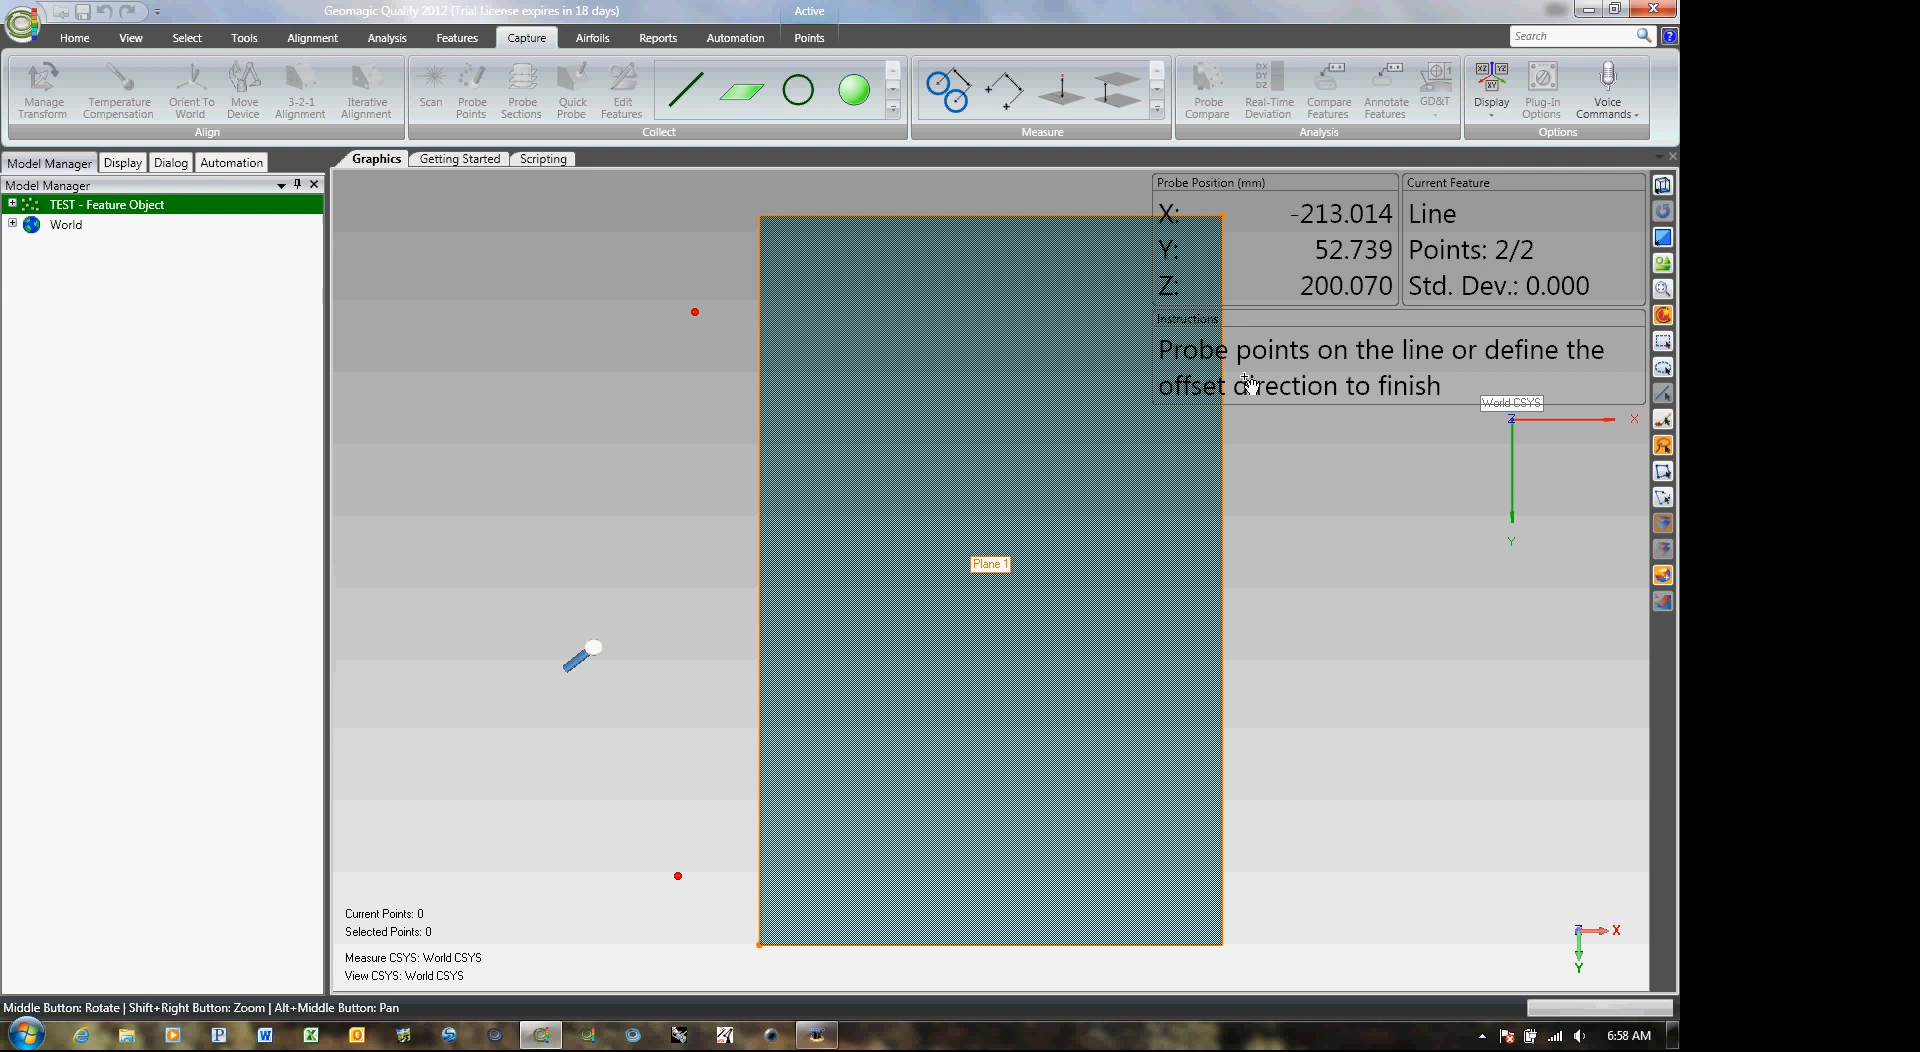 Geomagic Qualify 2012 (Trial License expires in 18 days)
Active
Home View Select Tools Alignment Analysis Features Capture Airfoils Reports Automation Points
Search
Manage Transform
Temperature Compensation
Orient To World
Move Device
3-2-1 Alignment
Iterative Alignment
Align
Scan
Probe Points
Probe Sections
Quick Probe
Edit Features
Collect
Measure
Probe Compare
DX
DY
DZ
Real-Time Deviation
Compare Features
Annotate Features
GD&T
Analysis
XZ YZ
XY
Display
Plug-In Options
Voice Commands
Options
Model Manager Display Dialog Automation
Graphics Getting Started Scripting
Model Manager
TEST - Feature Object
World
Probe Position (mm)
X: -213.014
Y: 52.739
Z: 200.070
Current Feature
Line
Points: 2/2
Std. Dev.: 0.000
Instructions
Probe points on the line or define the
offset direction to finish
World CSYS
Z X
Y
Plane 1
Current Points: 0
Selected Points: 0
Measure CSYS: World CSYS
View CSYS: World CSYS
Z X
Y
Middle Button: Rotate | Shift+Right Button: Zoom | Alt+Middle Button: Pan
6:58 AM